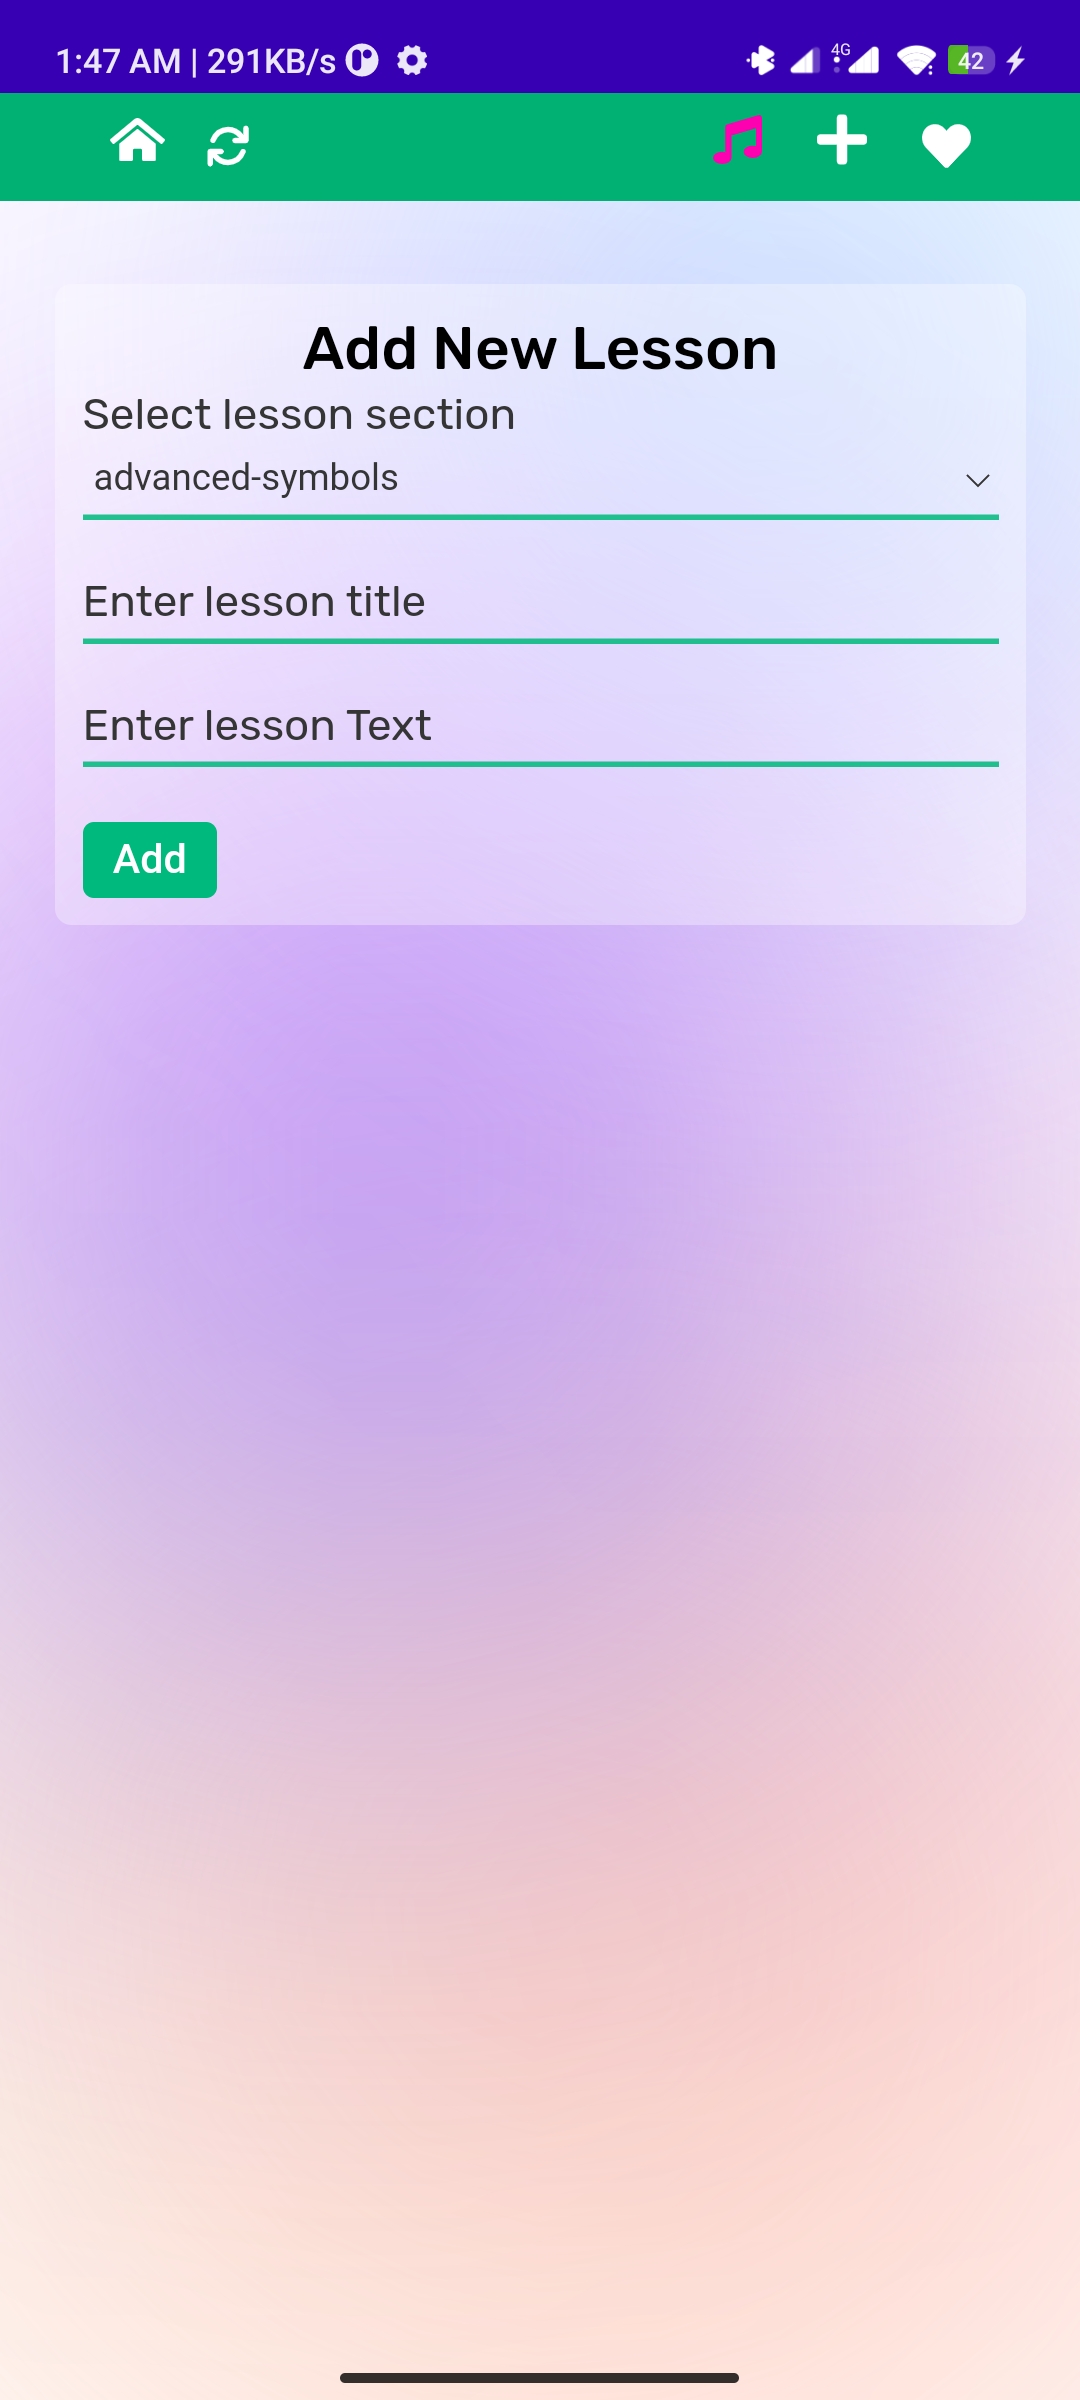 1:47 AM | 291KB/s 4G 42
Add New Lesson
Select lesson section
advanced-symbols
Enter lesson title
Enter lesson Text
Add